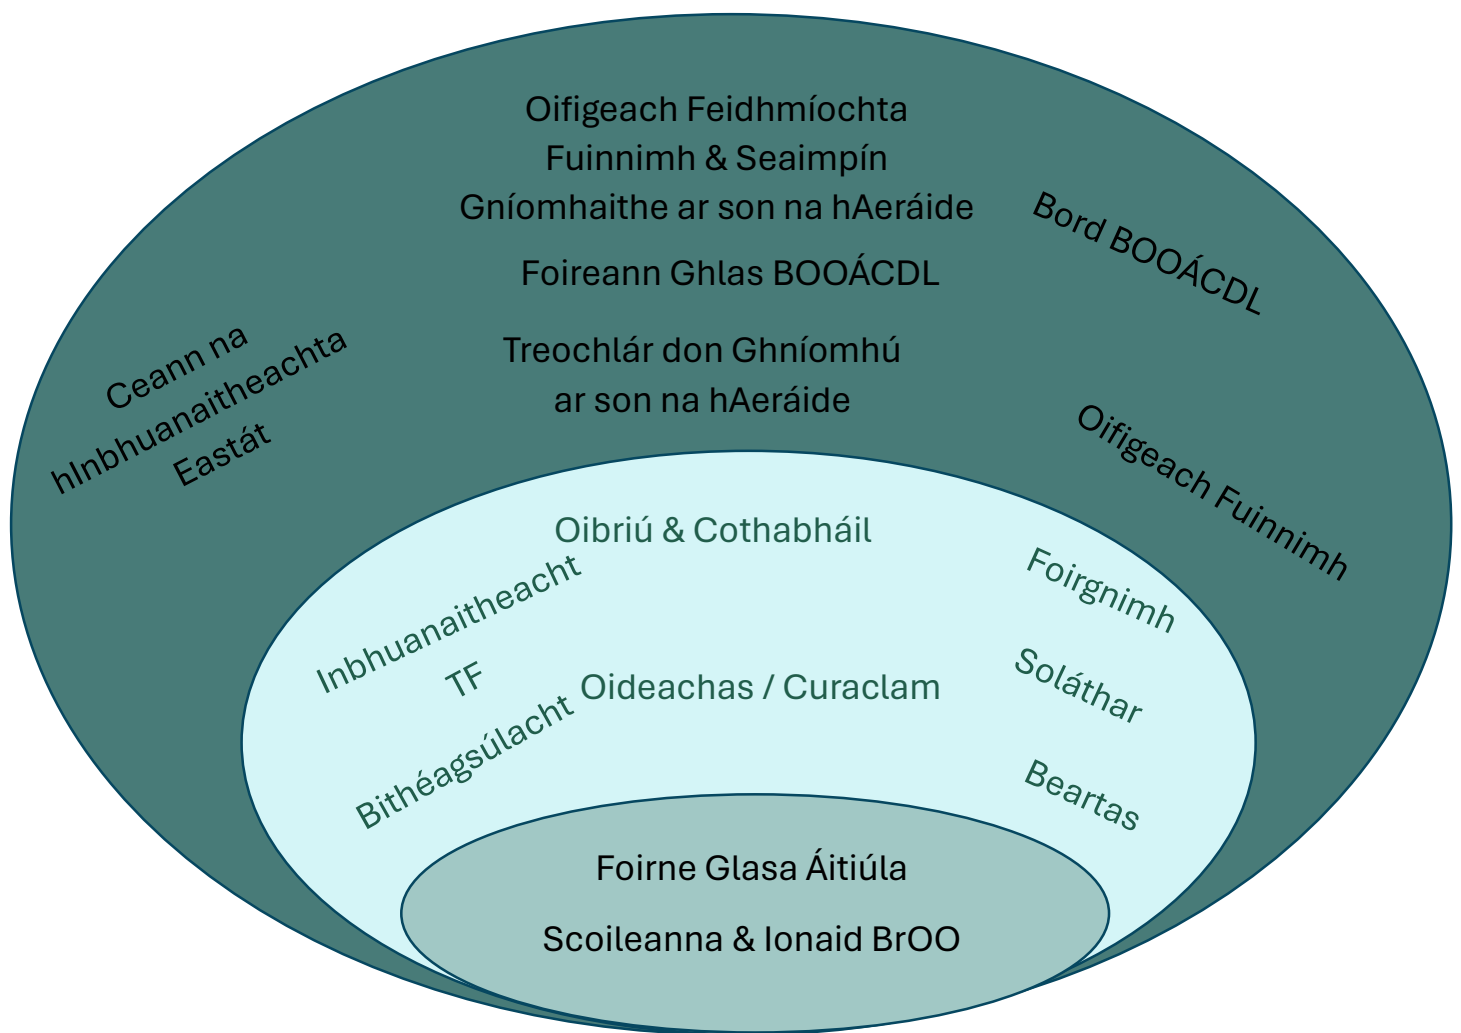 Oifigeach Feidhmíochta
Fuinnimh & Seaimpín
Gníomhaithe ar son na hAeráide
Bord BOOÁCDL
Foireann Ghlas BOOÁCDL
Treochlár don Ghníomhú
ar son na hAeráide
Ceann na
hInbhuanaitheachta
Eastát
Oifigeach Fuinnimh
Oibriú & Cothabháil
Inbhuanaitheacht
TF
Foirgnimh
Oideachas / Curaclam
Soláthar
Bithéagsúlacht
Beartas
Foirne Glasa Áitiúla
Scoileanna & Ionaid BrOO